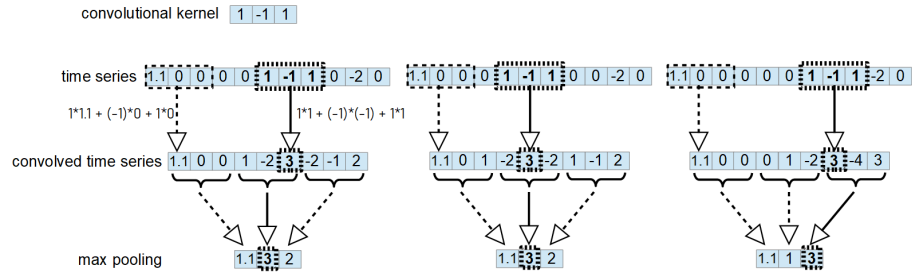 convolutional kernel 1 -1 1
time series 1.1 0 0 0 0 1 -1 1 0 -2 0 1.1 0 0 0 1 -1 1 0 0 -2 0 1.1 0 0 0 0 0 1 -1 1 -2 0
1*1.1 + (-1)*0 + 1*0 1*1 + (-1)*(-1) + 1*1
convolved time series 1.1 0 0 1 -2 3 -2 -1 2 1.1 0 1 -2 3 -2 1 -1 2 1.1 0 0 0 1 -2 3 -4 3
max pooling 1.1 3 2 1.1 3 2 1.1 1 3